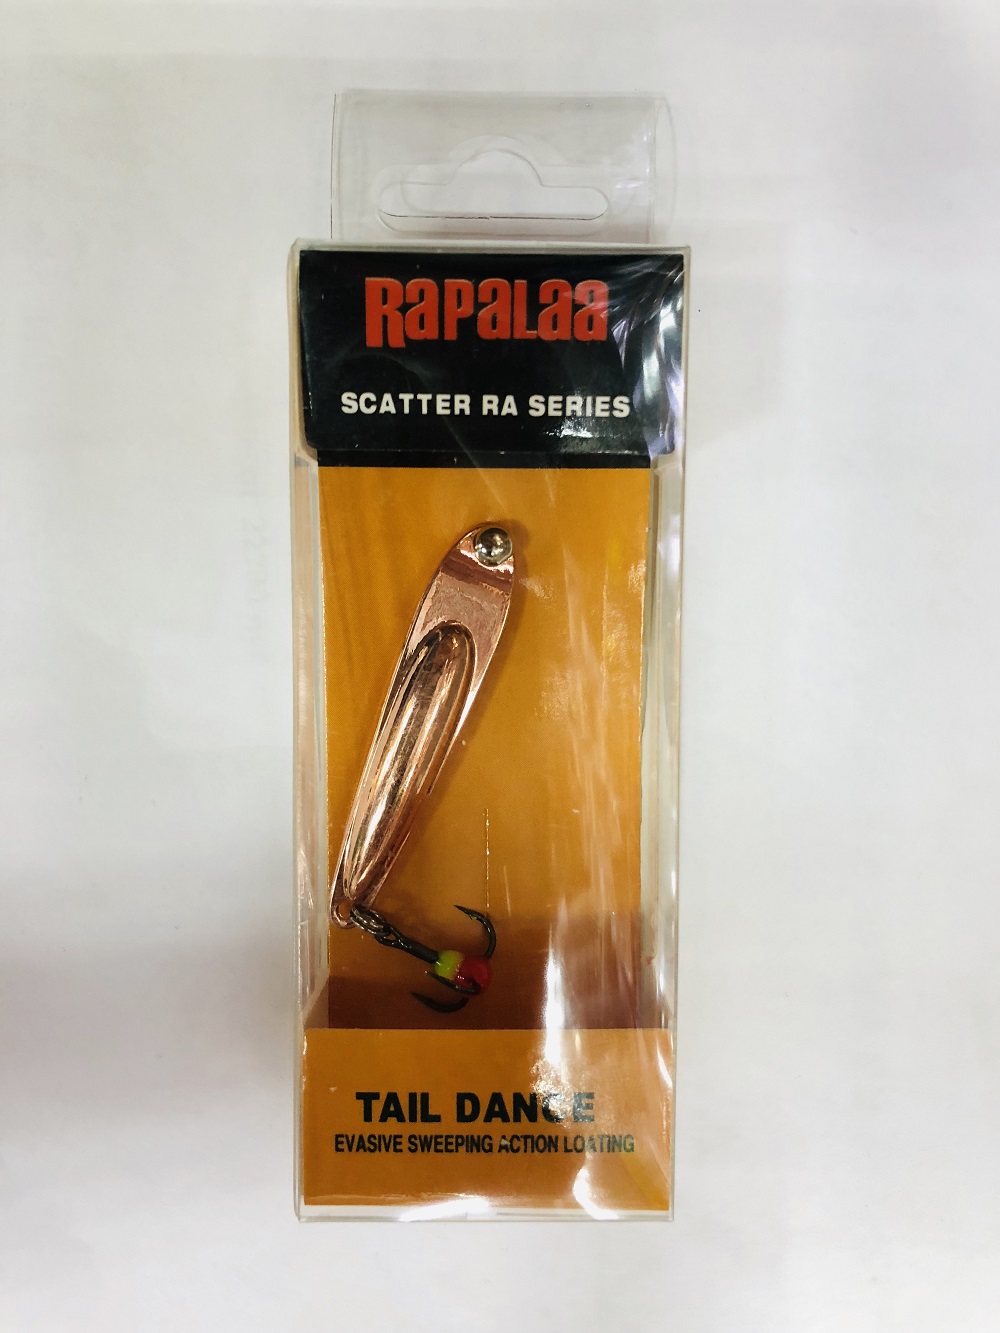 RAPALAA
SCATTER RA SERIES
TAIL DANCE
EVASIVE SWEEPING ACTION LOATING